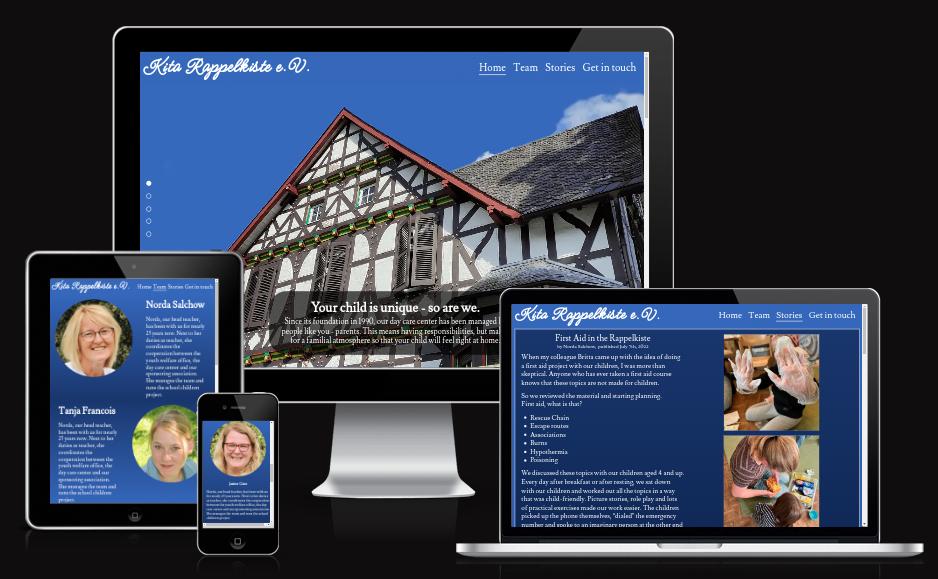 Kita Rappelkiste e.V.
Home Team Stories Get in touch
Your child is unique - so are we.
Since its foundation in 1990, our day care center has been managed
people like you - parents. This means having responsibilities, but
for a familial atmosphere so that your child will feel right at home.
Kita Rappelkiste e.V.
Home Team Stories Get in touch
Norda Salchow
Norda, our head teacher,
has been with us for nearly
25 years now. Next to her
duties as teacher, she
coordinates the
cooperation between the
youth welfare office, the
day care center and our
sponsoring association.
She manages the team and
runs the school children
project.
Tanja Francois
Norda, our head teacher,
has been with us for nearly
25 years now. Next to her
duties as teacher, she
coordinates the
cooperation between the
youth welfare office, the
day care center and our
sponsoring association.
She manages the team and
runs the school children
project.
Kita Rappelkiste e.V.
Home Team Stories Get in touch
First Aid in the Rappelkiste
by Norda Salchow, published July 7th, 2022
When my colleague Britta came up with the idea of doing
a first aid project with our children, I was more than
skeptical. Anyone who has ever taken a first aid course
knows that these topics are not made for children.
So we reviewed the material and starting planning.
First aid, what is that?
• Rescue Chain
• Escape routes
• Associations
• Burns
• Hypothermia
• Poisoning
We discussed these topics with our children aged 4 and up.
Every day after breakfast or after resting, we sat down
with our children and worked out all the topics in a way
that was child-friendly. Picture stories, role play and lots
of practical exercises made our work easier. The children
picked up the phone themselves, "dialed" the emergency
number and spoke to an imaginary person at the other end